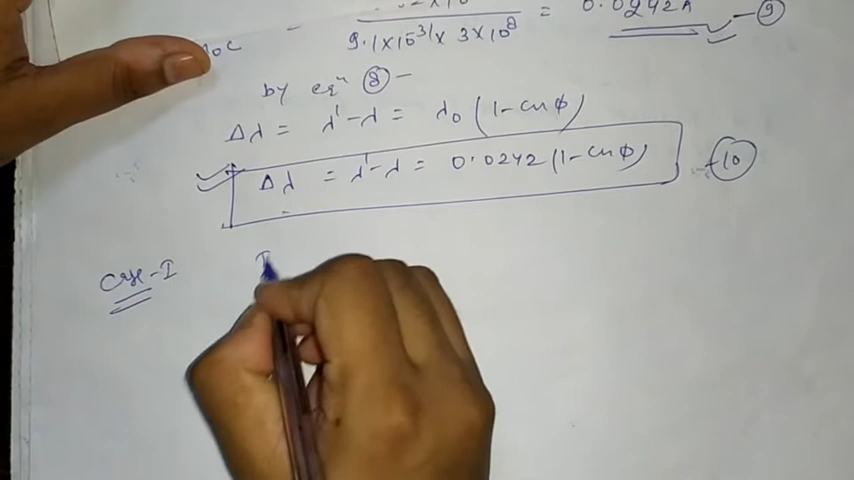 m₀c = 9.1×10⁻³¹ × 3×10⁸ = 0.0242Å — ⑨
by eqⁿ ⑧ —
Δλ = λ' - λ = λ₀ (1 - cos φ)
Δλ = λ' - λ = 0.0242 (1 - cos φ) — ⑩
Case - I I